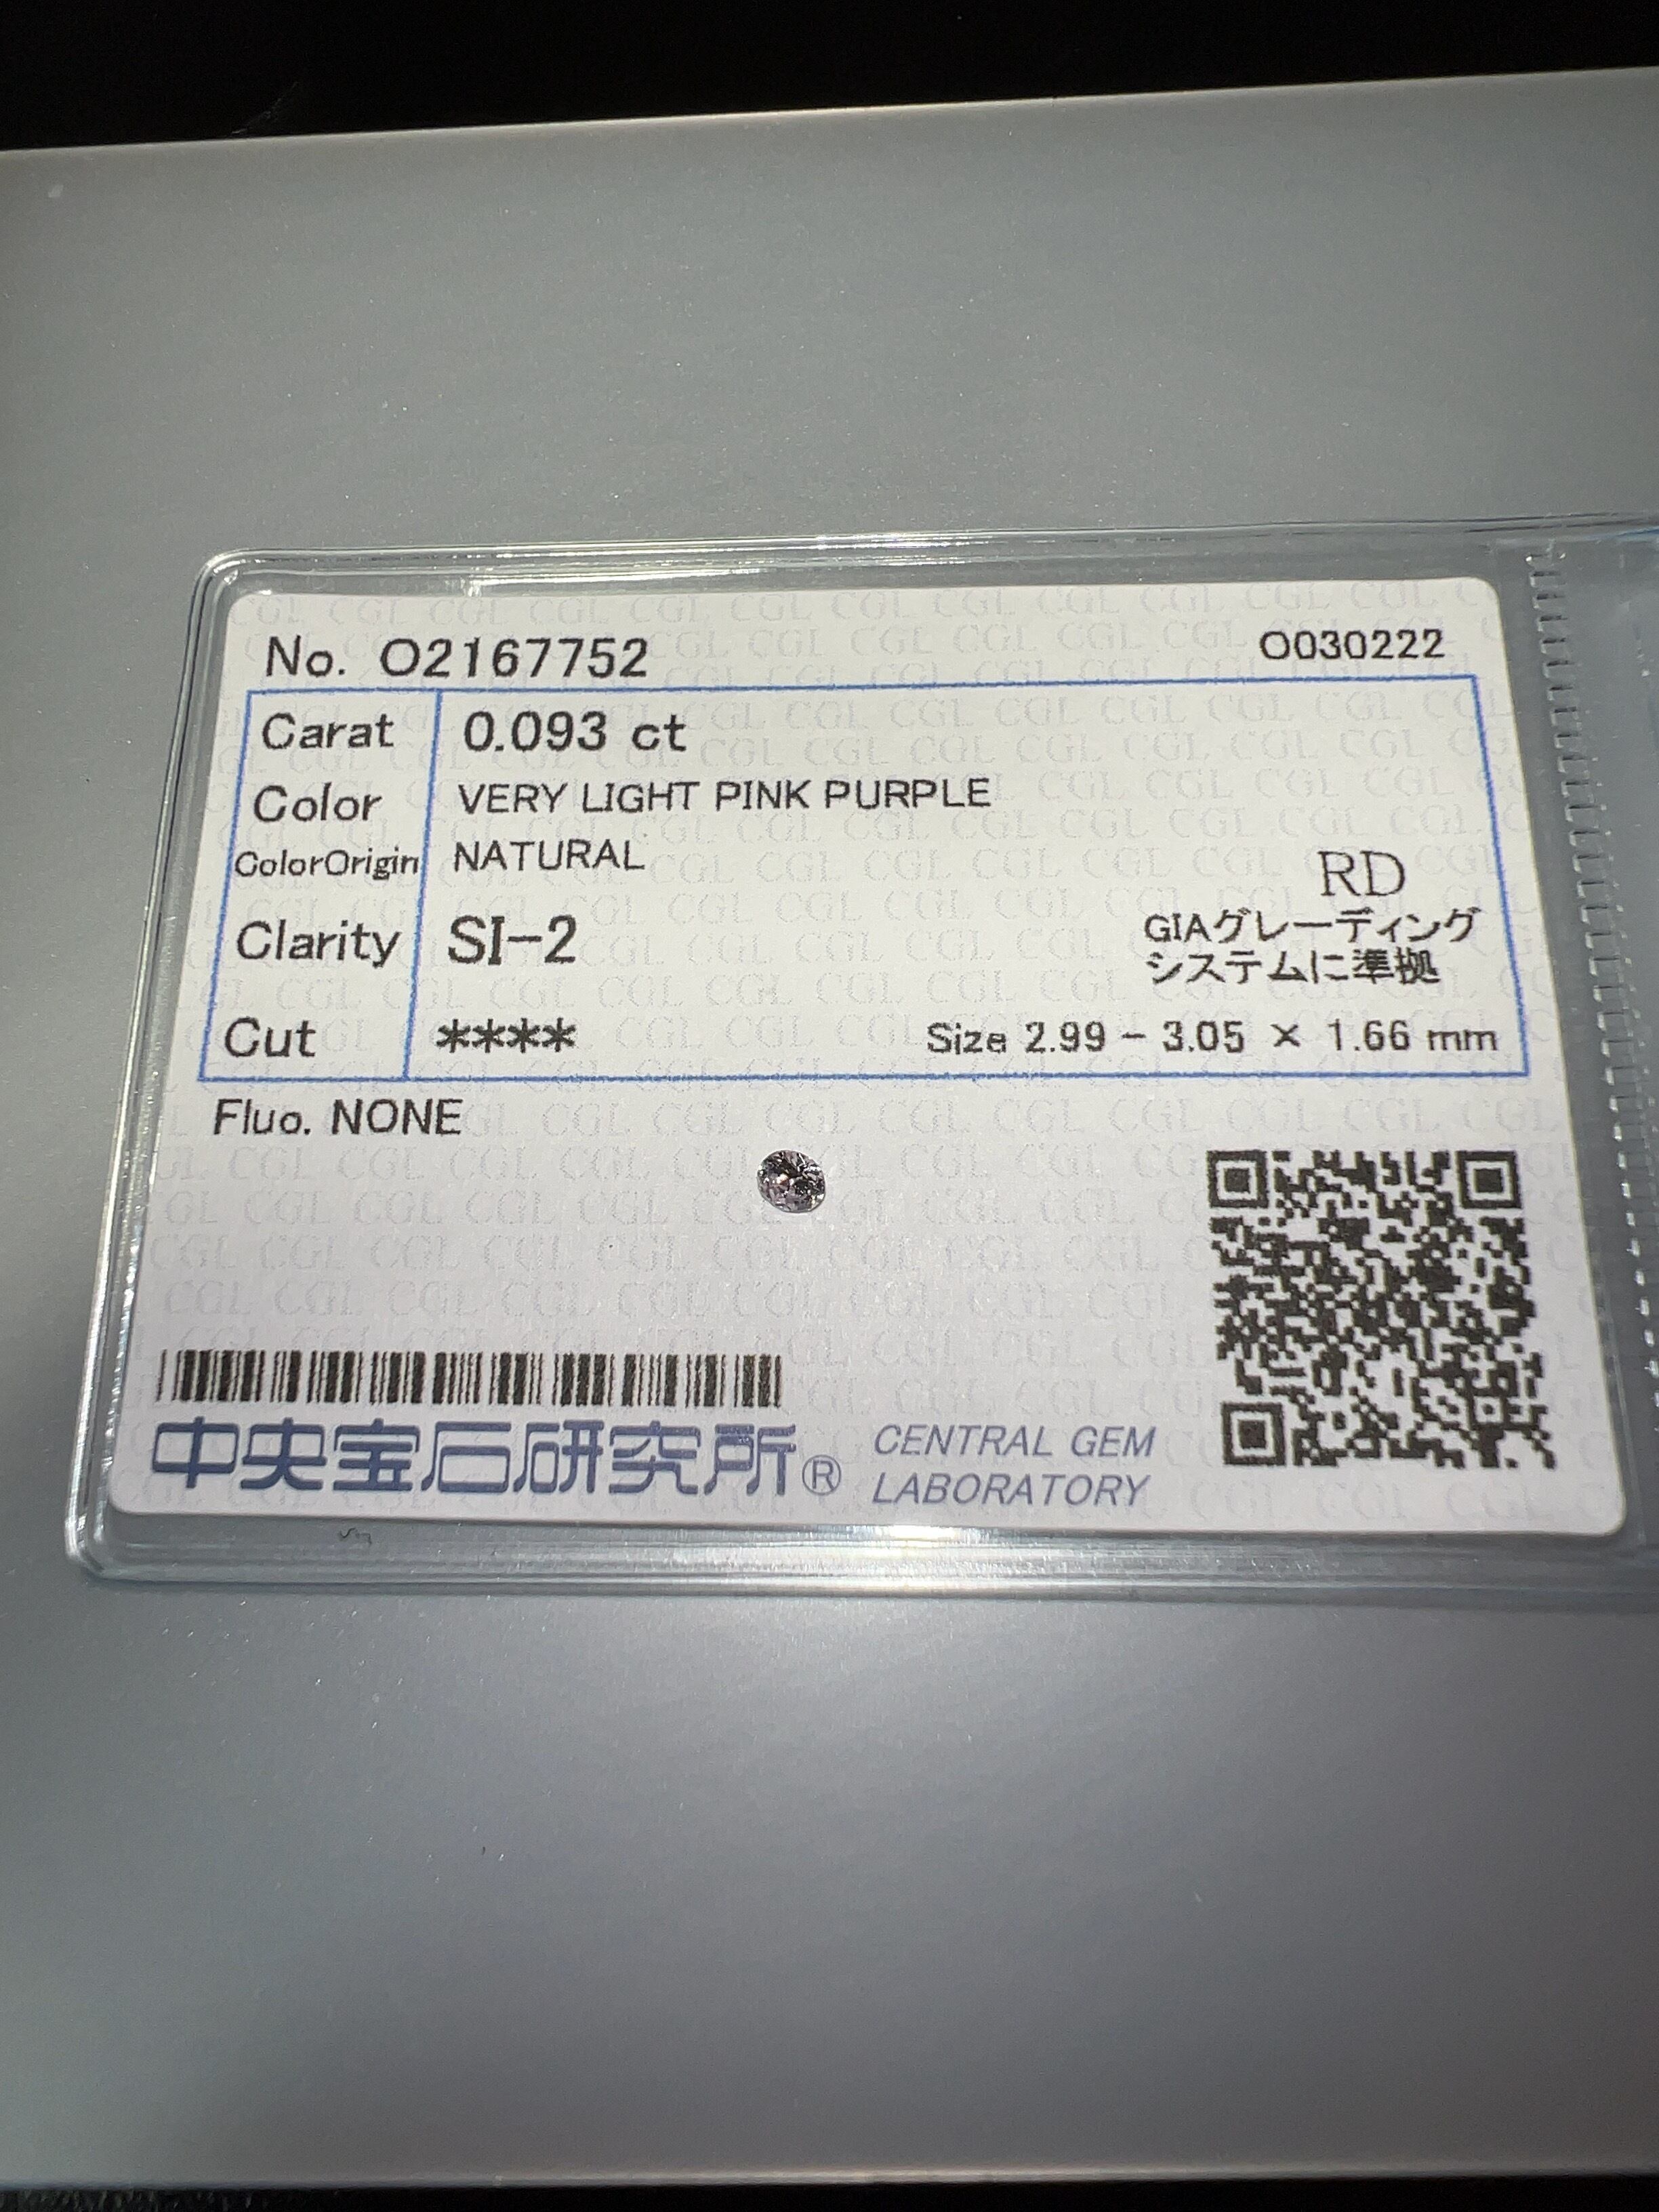 No. O2167752
O030222
Carat 0.093 ct
Color VERY LIGHT PINK PURPLE
ColorOrigin NATURAL
RD
Clarity SI-2
GIAグレーディング
システムに準拠
Cut ****
Size 2.99 - 3.05 × 1.66 mm
Fluo. NONE
中央宝石研究所®
CENTRAL GEM
LABORATORY